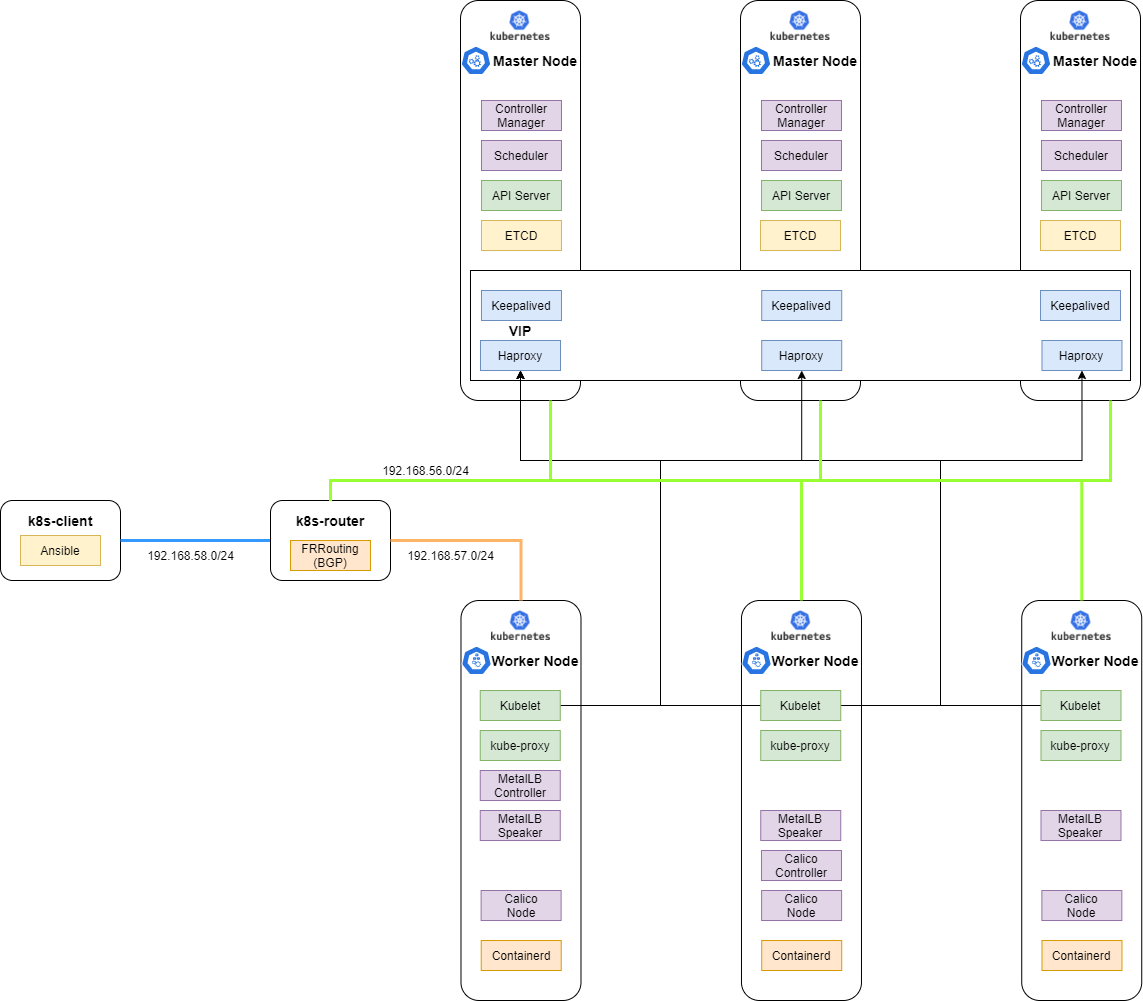 kubernetes
Master Node
Controller
Manager
Scheduler
API Server
ETCD
Keepalived
VIP
Haproxy
kubernetes
Master Node
Controller
Manager
Scheduler
API Server
ETCD
Keepalived
Haproxy
kubernetes
Master Node
Controller
Manager
Scheduler
API Server
ETCD
Keepalived
Haproxy
192.168.56.0/24
k8s-client
Ansible
192.168.58.0/24
k8s-router
FRRouting
(BGP)
192.168.57.0/24
kubernetes
Worker Node
Kubelet
kube-proxy
MetalLB
Controller
MetalLB
Speaker
Calico
Node
Containerd
kubernetes
Worker Node
Kubelet
kube-proxy
MetalLB
Speaker
Calico
Controller
Calico
Node
Containerd
kubernetes
Worker Node
Kubelet
kube-proxy
MetalLB
Speaker
Calico
Node
Containerd